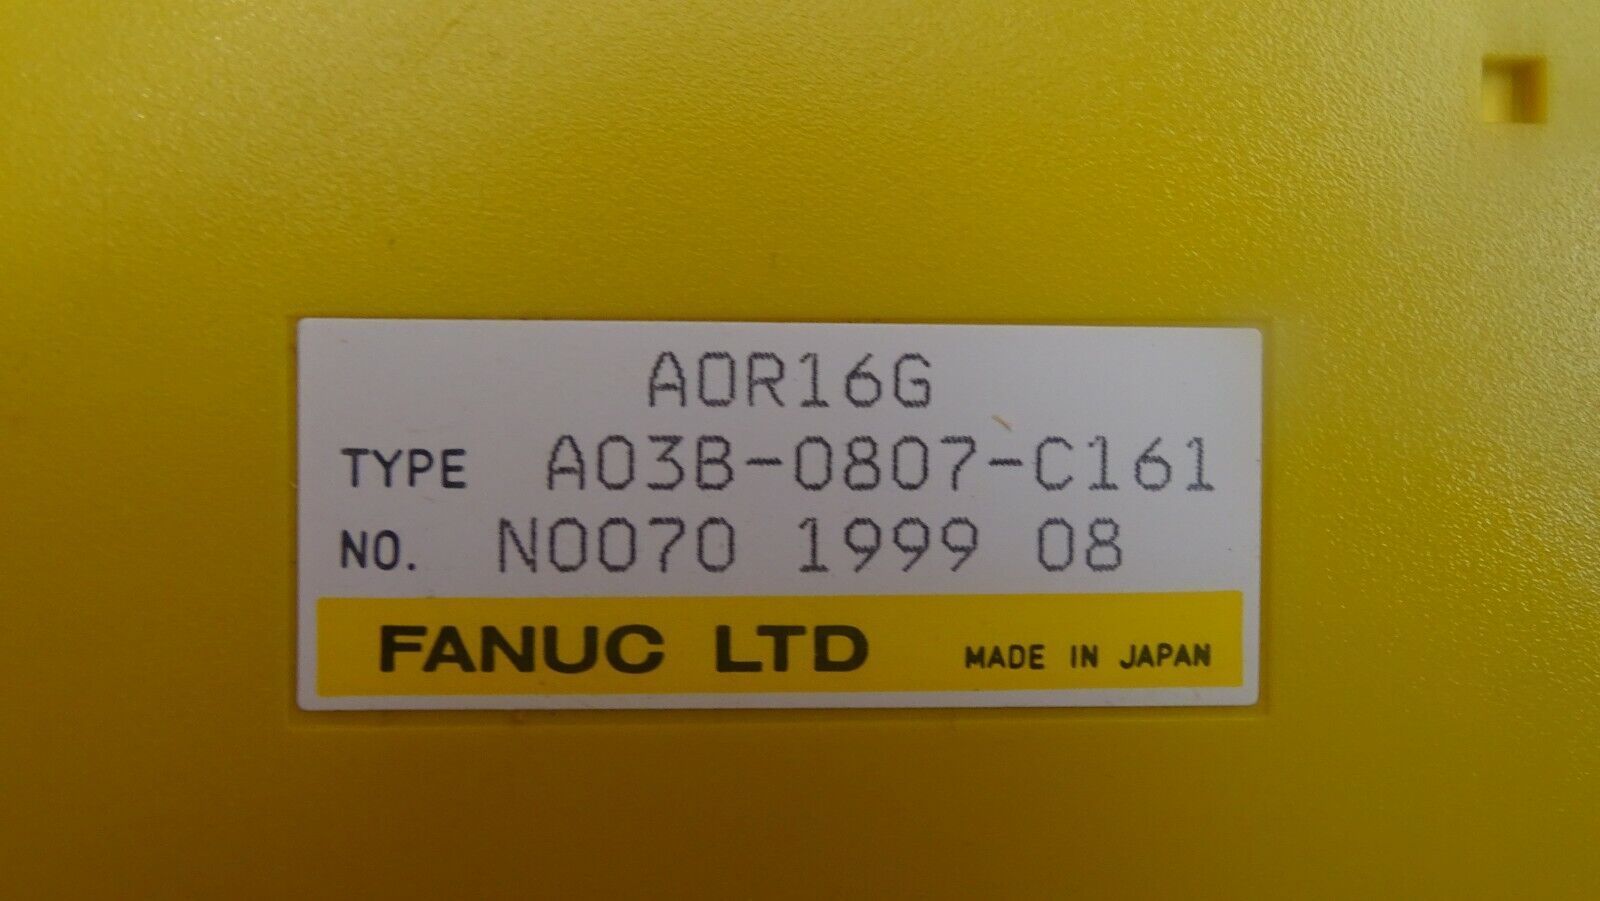 AOR16G
TYPE A03B-0807-C161
NO. N0070 1999 08
FANUC LTD MADE IN JAPAN